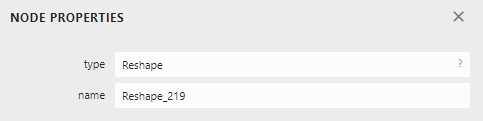 NODE PROPERTIES ×
type Reshape ?
name Reshape_219